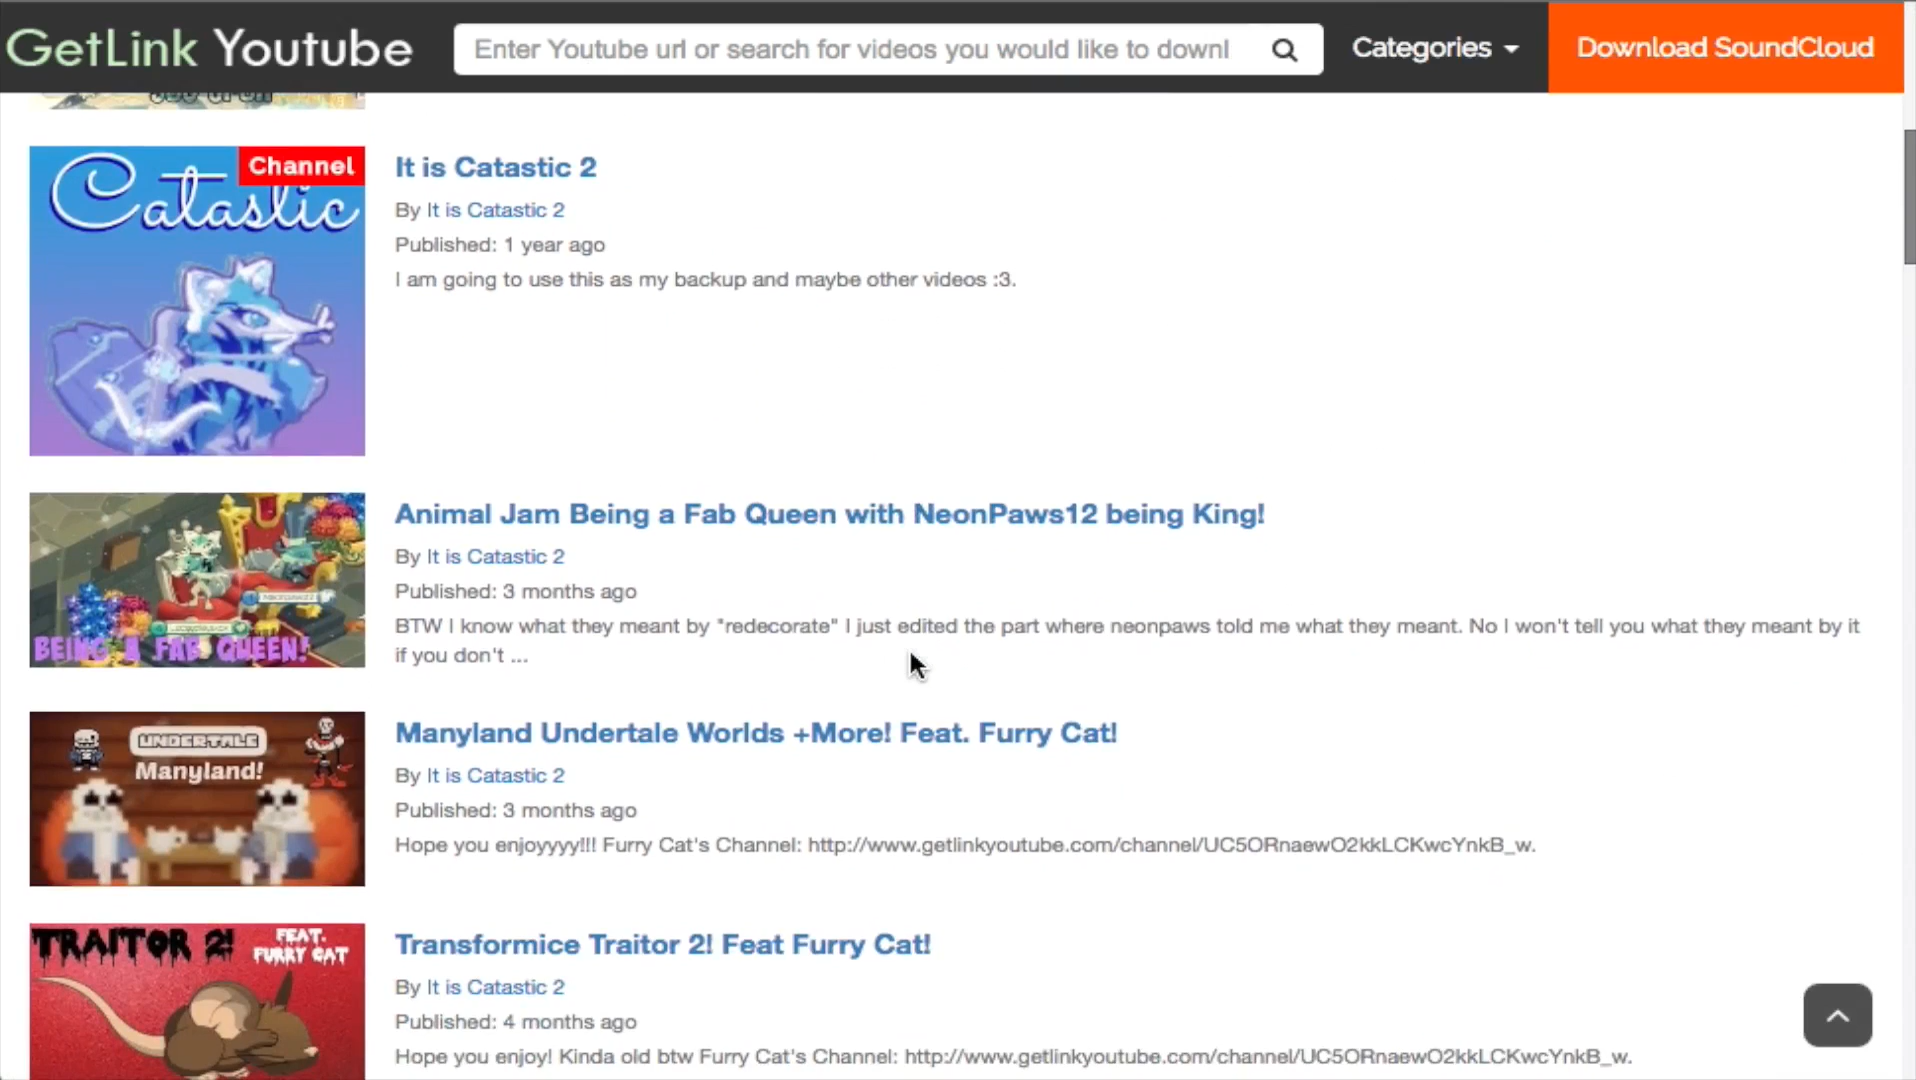 GetLink Youtube
Enter Youtube url or search for videos you would like to downl
Categories
Download SoundCloud
Catastic
Channel
It is Catastic 2
By It is Catastic 2
Published: 1 year ago
I am going to use this as my backup and maybe other videos :3.
BEING A FAB QUEEN!
Animal Jam Being a Fab Queen with NeonPaws12 being King!
By It is Catastic 2
Published: 3 months ago
BTW I know what they meant by "redecorate" I just edited the part where neonpaws told me what they meant. No I won't tell you what they meant by it
if you don't ...
UNDERTALE
Manyland!
Manyland Undertale Worlds +More! Feat. Furry Cat!
By It is Catastic 2
Published: 3 months ago
Hope you enjoyyyy!!! Furry Cat's Channel: http://www.getlinkyoutube.com/channel/UC5ORnaewO2kkLCKwcYnkB_w.
TRAITOR 2!
FEAT.
FURRY CAT
Transformice Traitor 2! Feat Furry Cat!
By It is Catastic 2
Published: 4 months ago
Hope you enjoy! Kinda old btw Furry Cat's Channel: http://www.getlinkyoutube.com/channel/UC5ORnaewO2kkLCKwcYnkB_w.